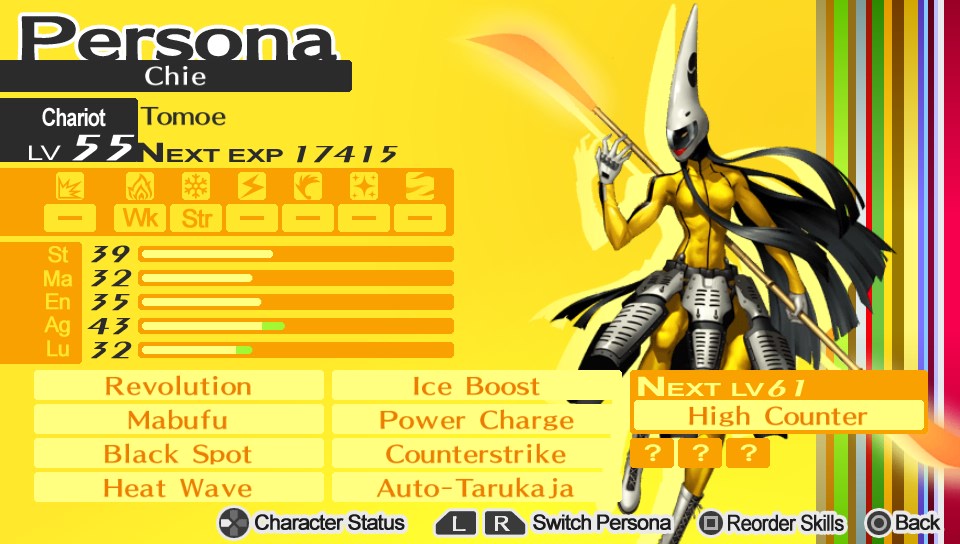 Persona
Chie
Chariot Tomoe
LV 55 NEXT EXP 17415
— Wk Str — — — —
St 39
Ma 32
En 35
Ag 43
Lu 32
Revolution Ice Boost NEXT LV 61
Mabufu Power Charge High Counter
Black Spot Counterstrike ? ? ?
Heat Wave Auto-Tarukaja
Character Status L R Switch Persona Reorder Skills Back